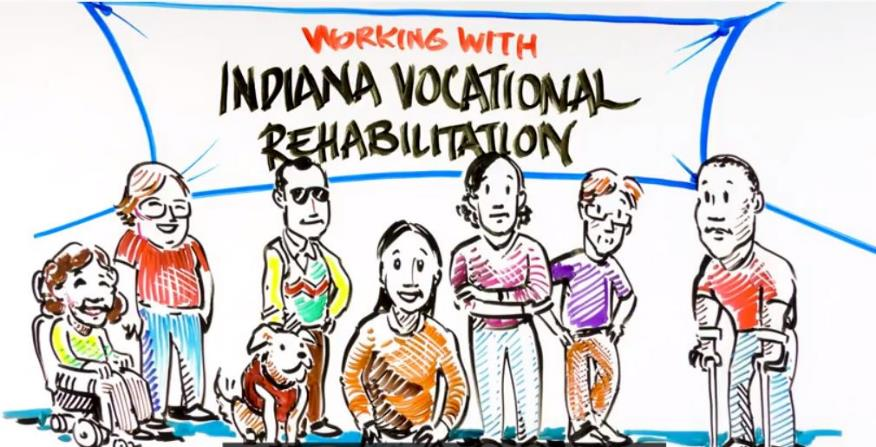 WORKING WITH
INDIANA VOCATIONAL
REHABILITATION